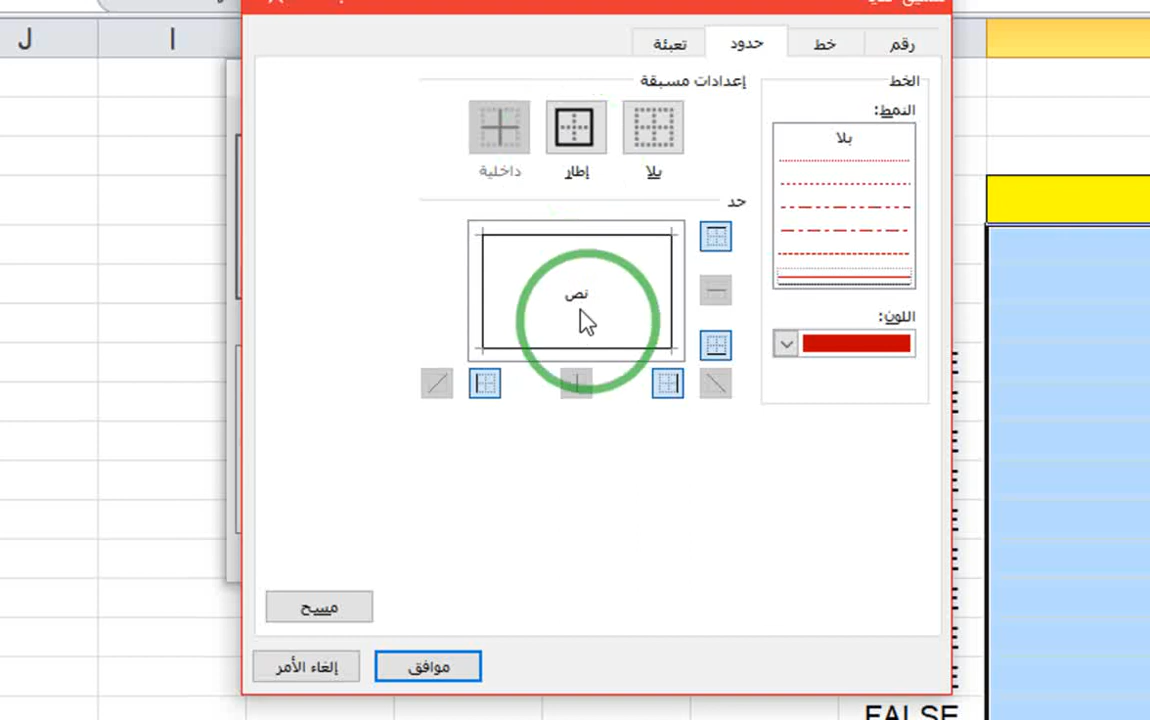 J
I
رقم
خط
حدود
تعبئة
الخط
النمط:
بلا
اللون:
إعدادات مسبقة
بلا
إطار
داخلية
حد
نص
مسح
موافق
إلغاء الأمر
FALSE